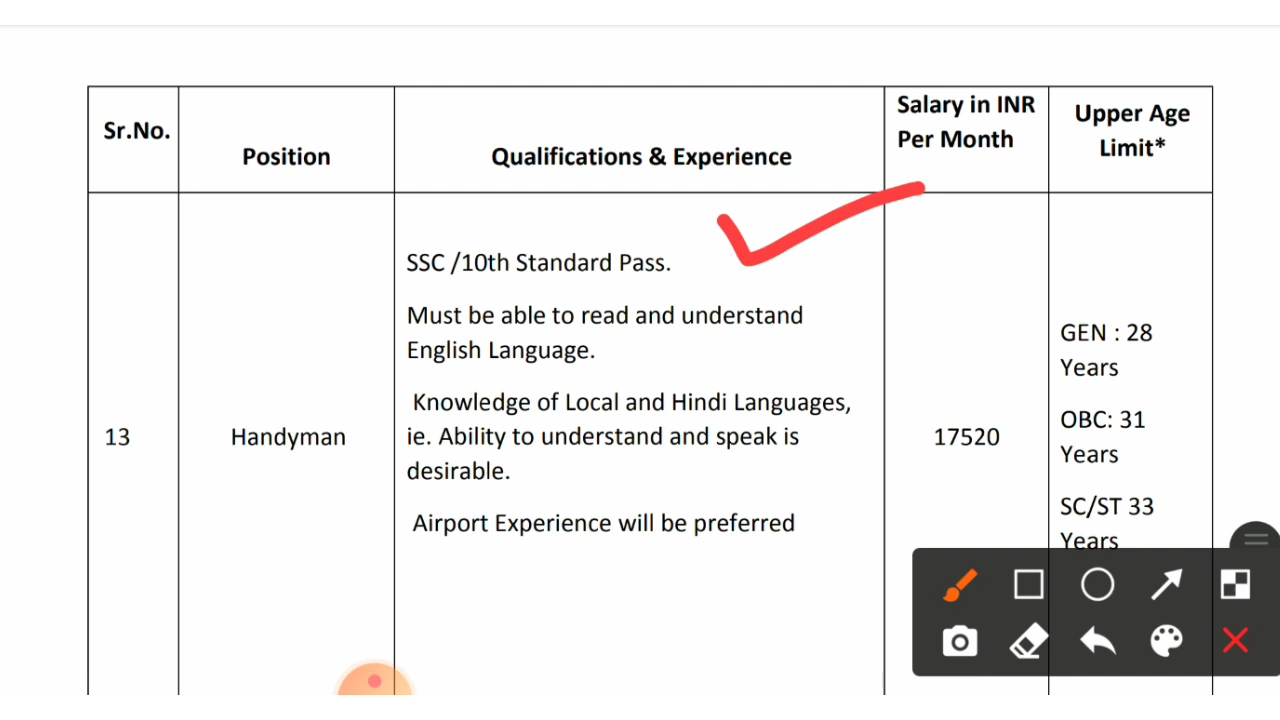 Sr.No.
Position
Qualifications & Experience
Salary in INR
Per Month
Upper Age
Limit*
13
Handyman
SSC /10th Standard Pass.
Must be able to read and understand
English Language.
Knowledge of Local and Hindi Languages,
ie. Ability to understand and speak is
desirable.
Airport Experience will be preferred
17520
GEN : 28
Years
OBC: 31
Years
SC/ST 33
Years